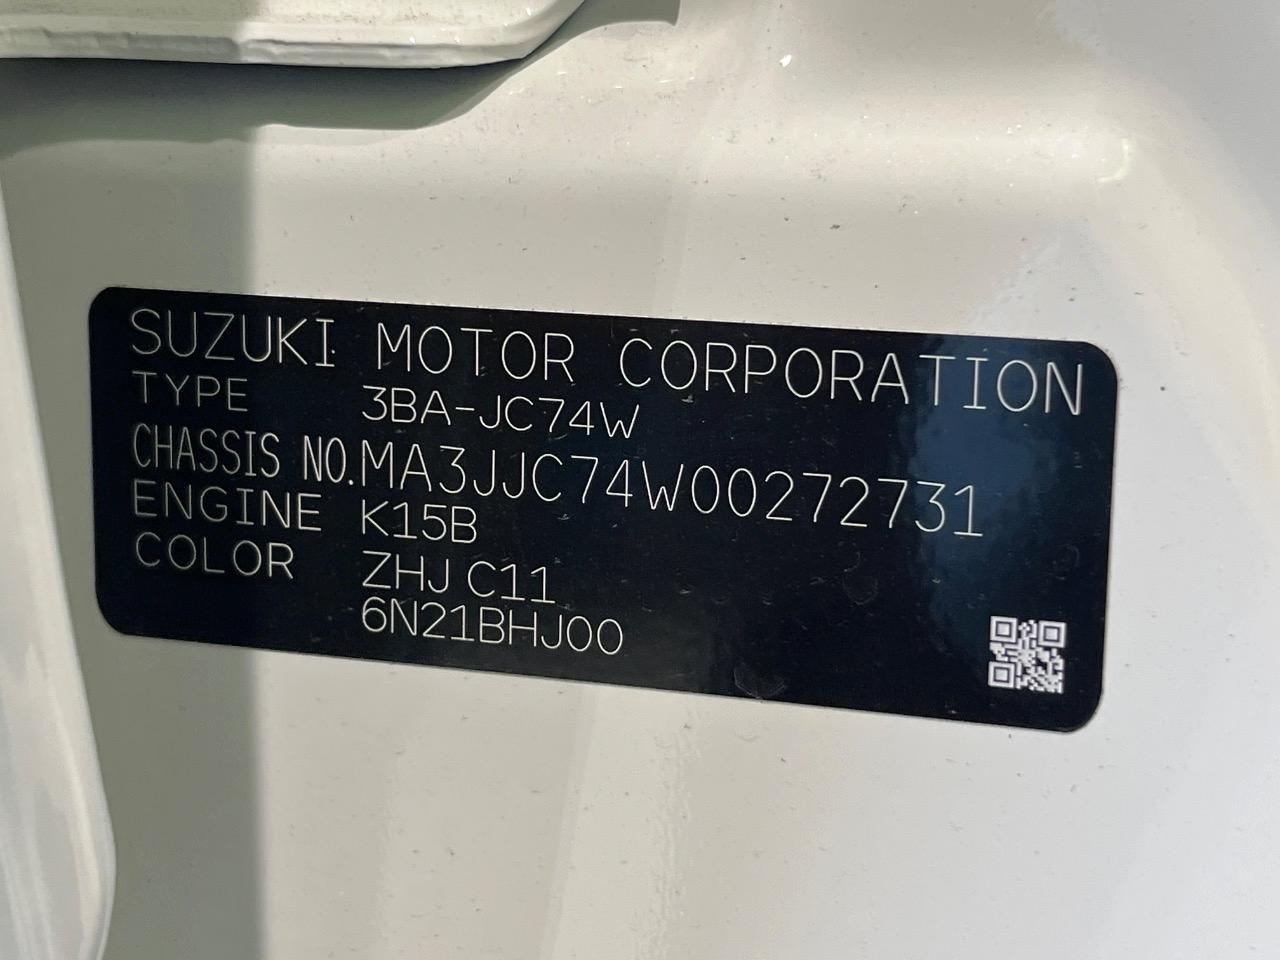 SUZUKI MOTOR CORPORATION
TYPE 3BA-JC74W
CHASSIS NO. MA3JJC74W00272731
ENGINE K15B
COLOR ZHJ C11
6N21BHJ00